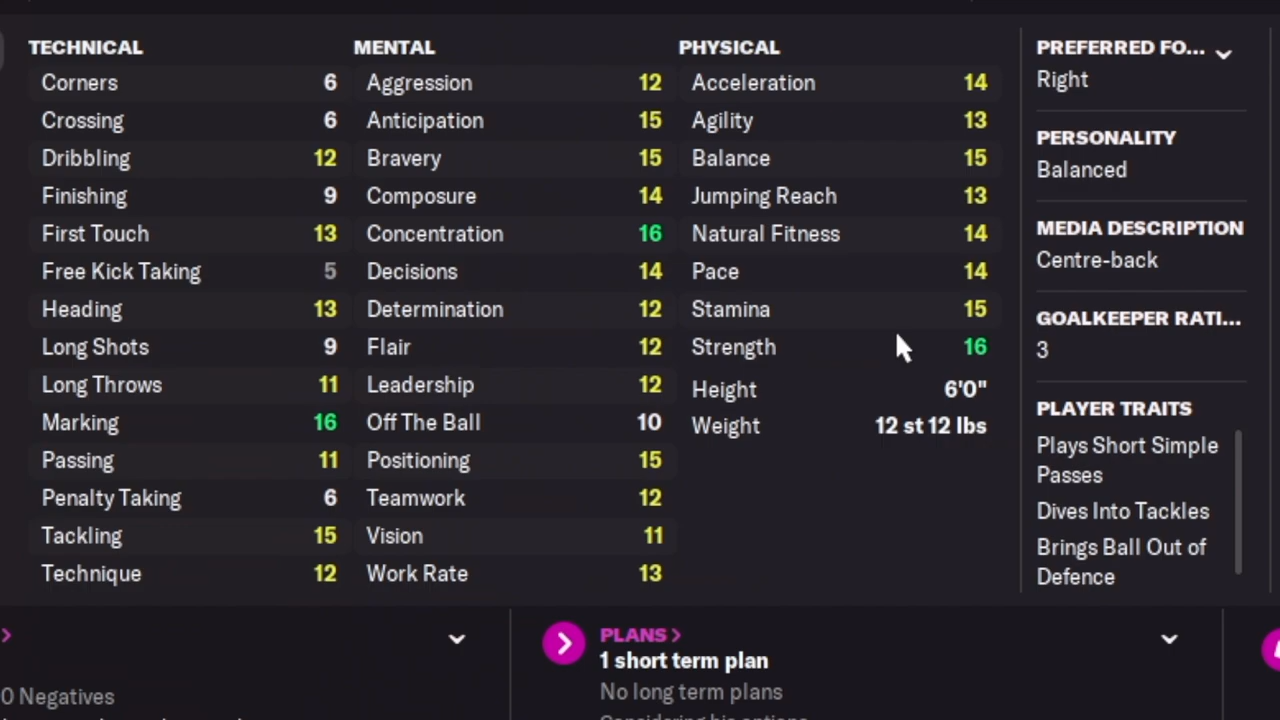 TECHNICAL
Corners 6
Crossing 6
Dribbling 12
Finishing 9
First Touch 13
Free Kick Taking 5
Heading 13
Long Shots 9
Long Throws 11
Marking 16
Passing 11
Penalty Taking 6
Tackling 15
Technique 12
MENTAL
Aggression 12
Anticipation 15
Bravery 15
Composure 14
Concentration 16
Decisions 14
Determination 12
Flair 12
Leadership 12
Off The Ball 10
Positioning 15
Teamwork 12
Vision 11
Work Rate 13
PHYSICAL
Acceleration 14
Agility 13
Balance 15
Jumping Reach 13
Natural Fitness 14
Pace 14
Stamina 15
Strength 16
Height 6'0"
Weight 12 st 12 lbs
PREFERRED FO...
Right
PERSONALITY
Balanced
MEDIA DESCRIPTION
Centre-back
GOALKEEPER RATI...
3
PLAYER TRAITS
Plays Short Simple
Passes
Dives Into Tackles
Brings Ball Out of
Defence
0 Negatives
PLANS >
1 short term plan
No long term plans
Considering his options